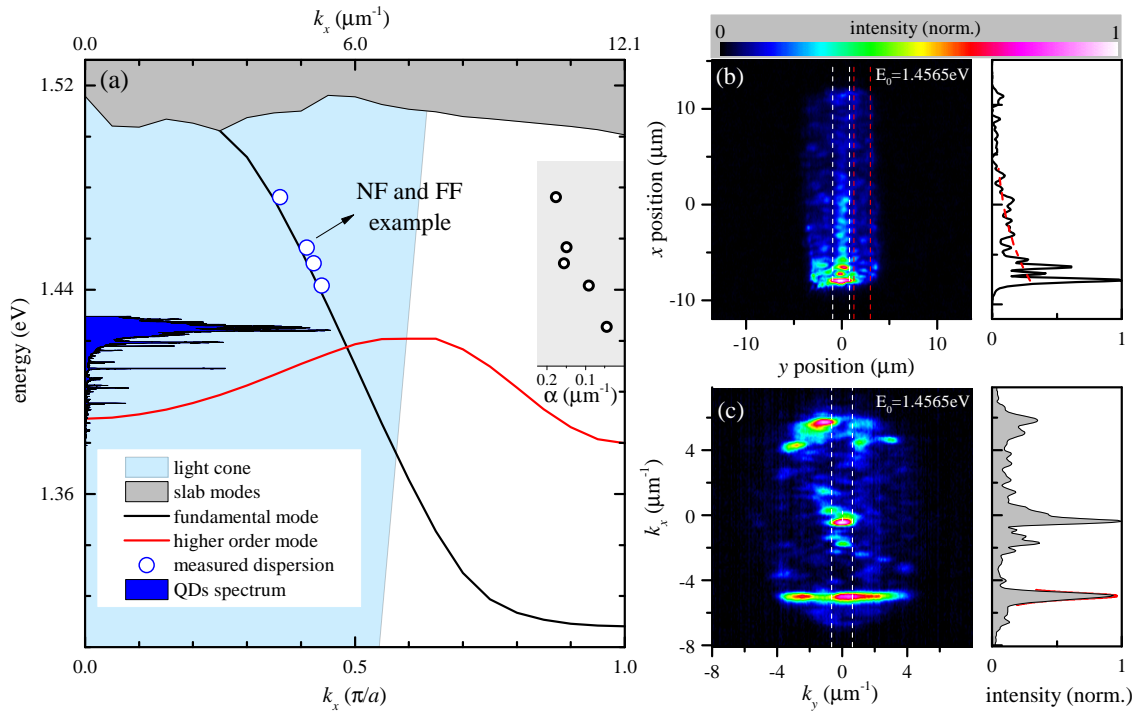 k_x (μm⁻¹)
0.0 6.0 12.1
(a)
1.52
1.44
1.36
energy (eV)
NF and FF
example
0.2 0.1
α (μm⁻¹)
light cone
slab modes
fundamental mode
higher order mode
measured dispersion
QDs spectrum
0.0 0.5 1.0
k_x (π/a)
0 intensity (norm.) 1
(b) E₀=1.4565eV
10
0
-10
x position (μm)
-10 0 10
y position (μm)
0 1
(c) E₀=1.4565eV
4
0
-4
-8
k_x (μm⁻¹)
-8 -4 0 4
k_y (μm⁻¹)
0 1
intensity (norm.)